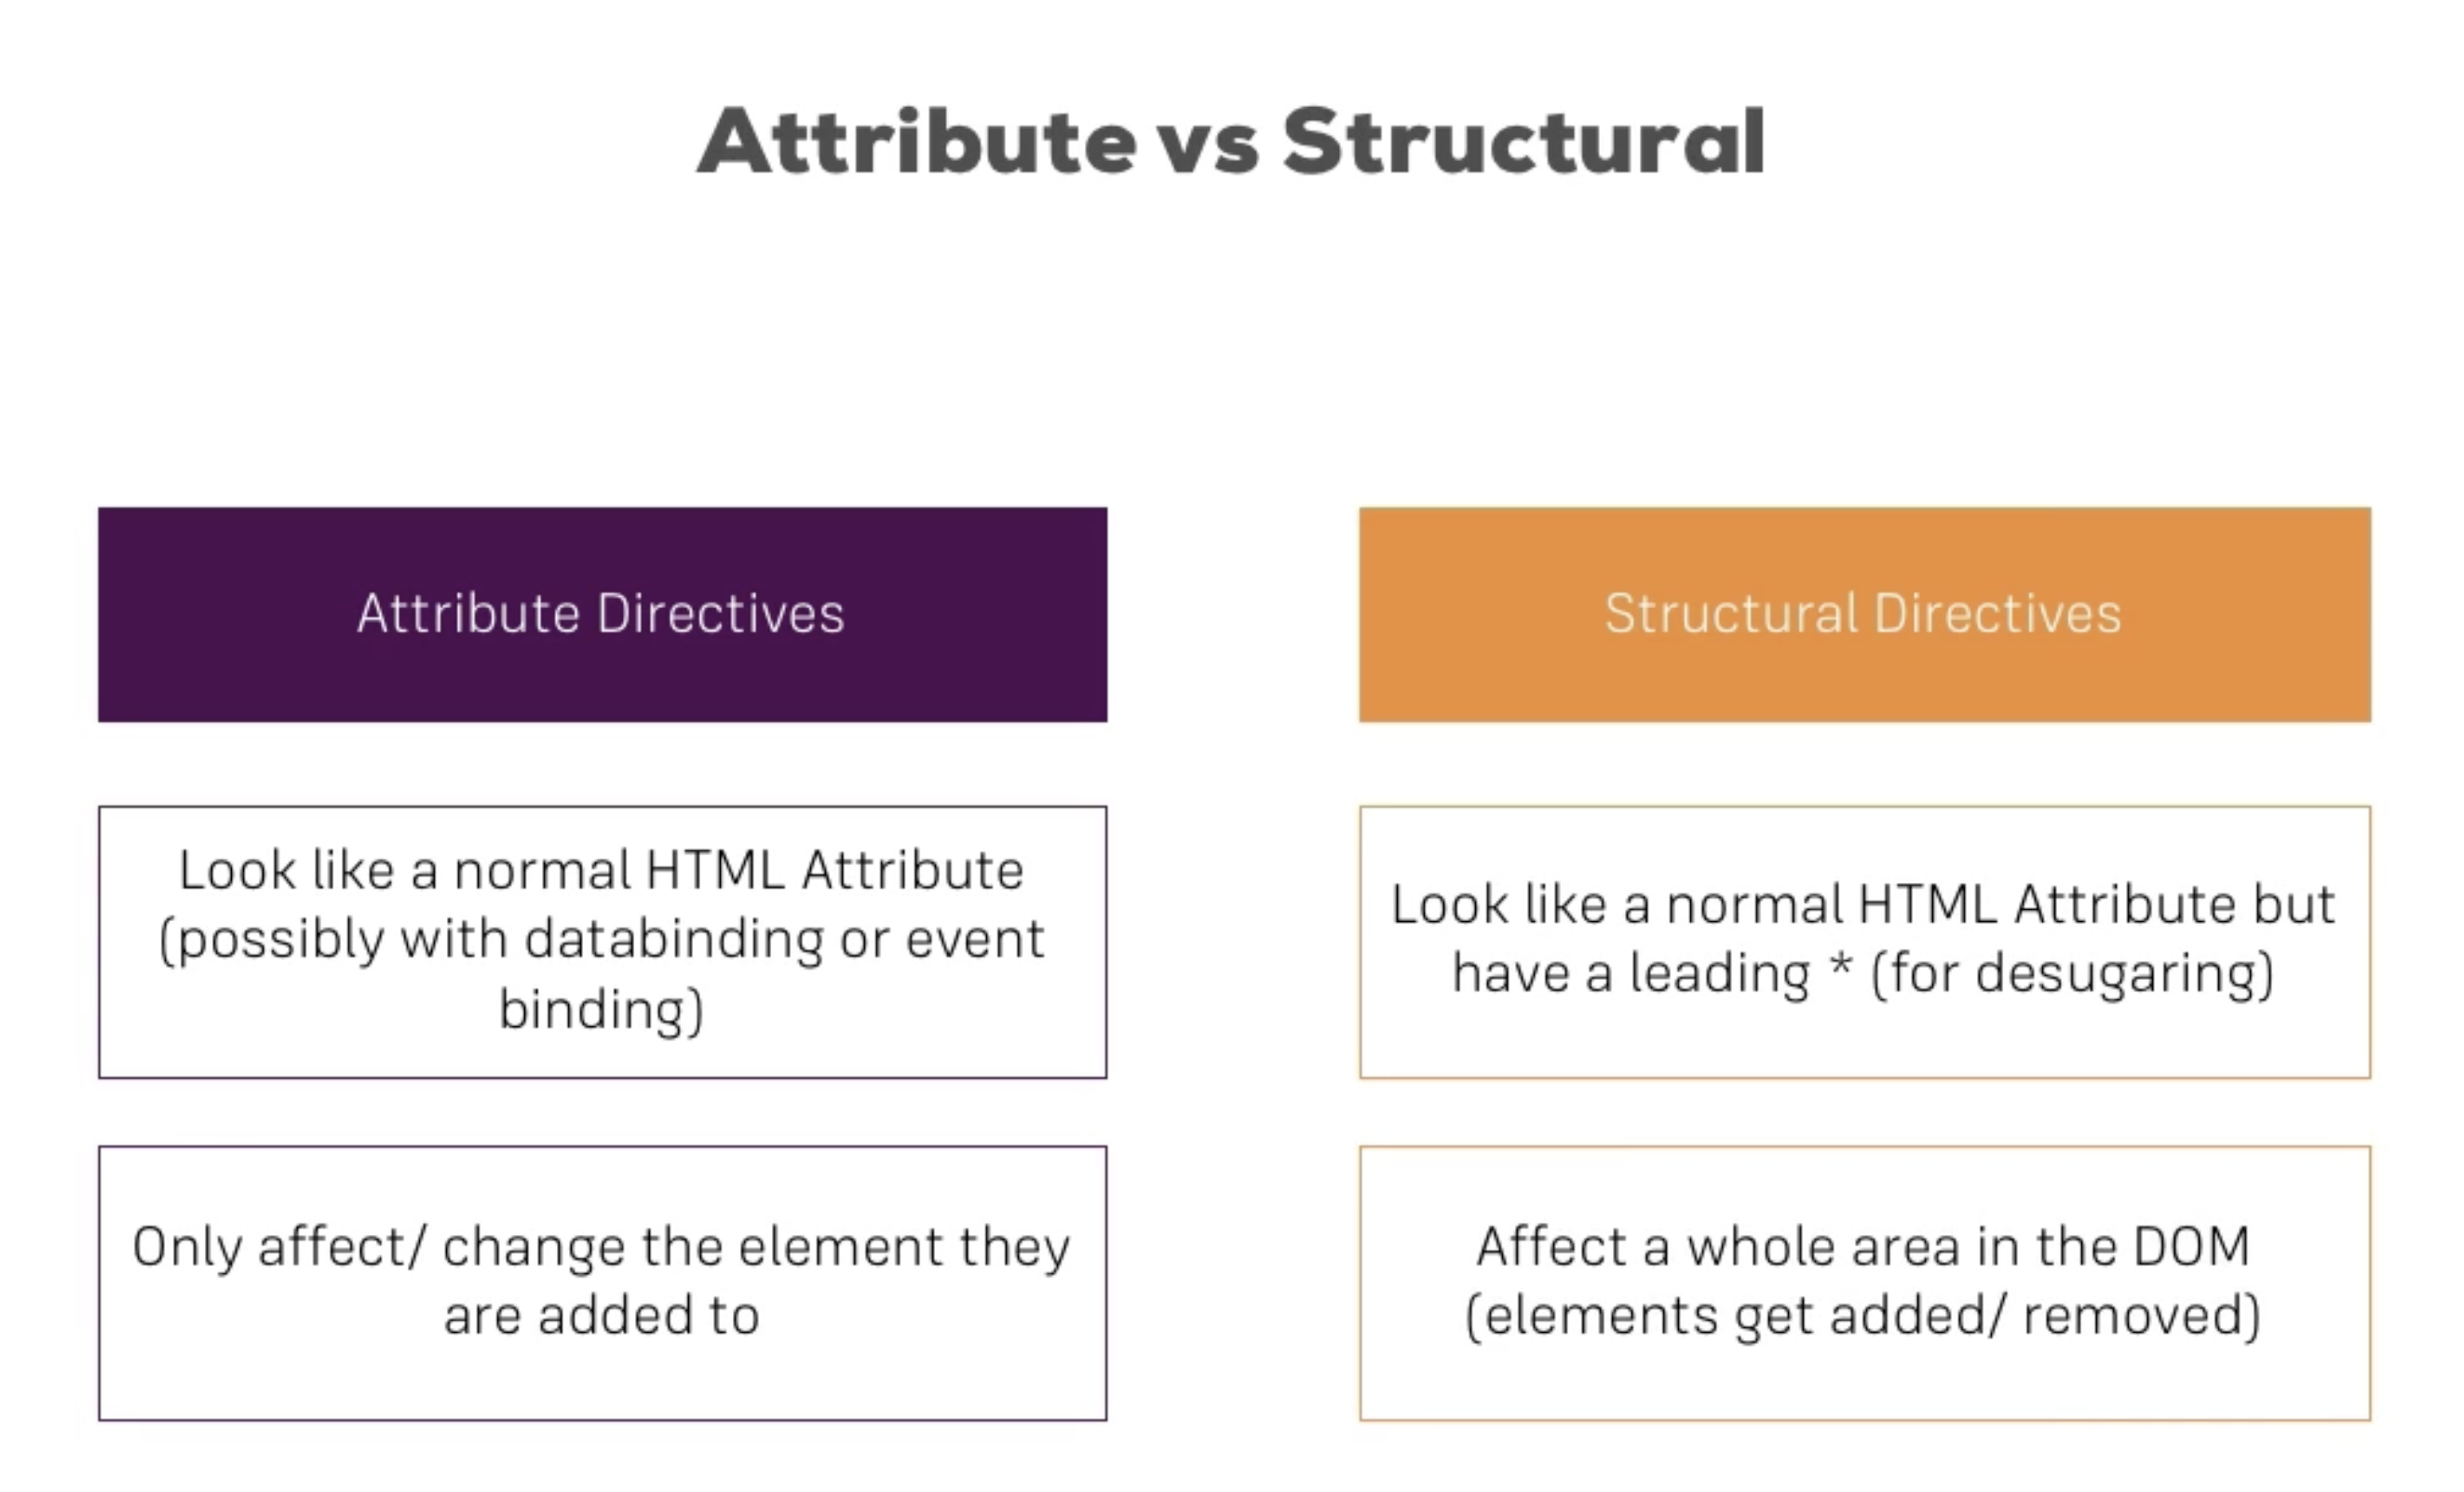 Attribute vs Structural
Attribute Directives
Structural Directives
Look like a normal HTML Attribute
(possibly with databinding or event
binding)
Look like a normal HTML Attribute but
have a leading * (for desugaring)
Only affect/ change the element they
are added to
Affect a whole area in the DOM
(elements get added/ removed)